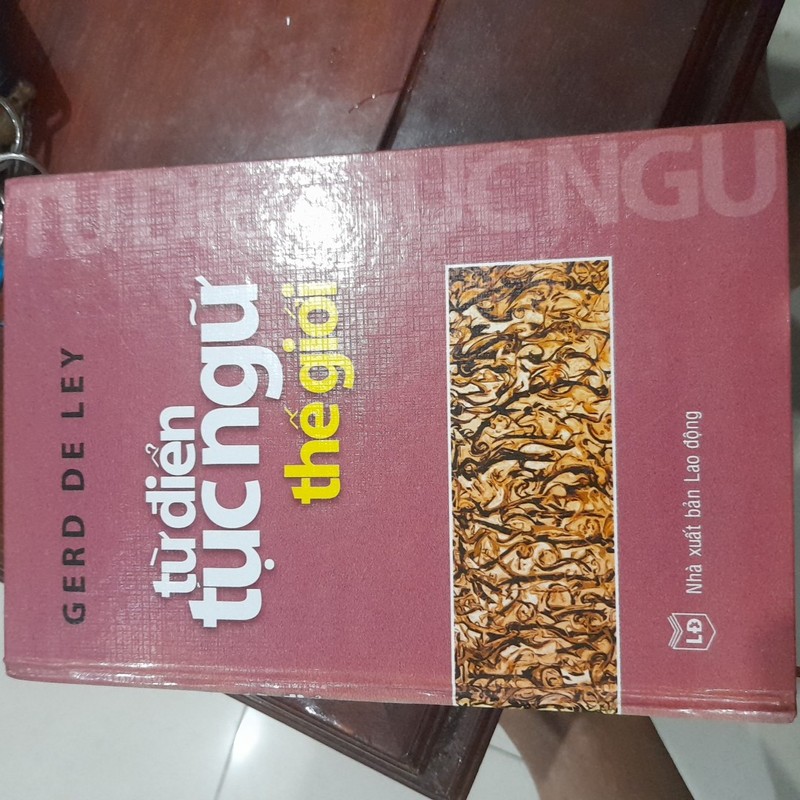 GERD DE LEY
từ điển
tục ngữ
thế giới
LĐ
Nhà xuất bản Lao động